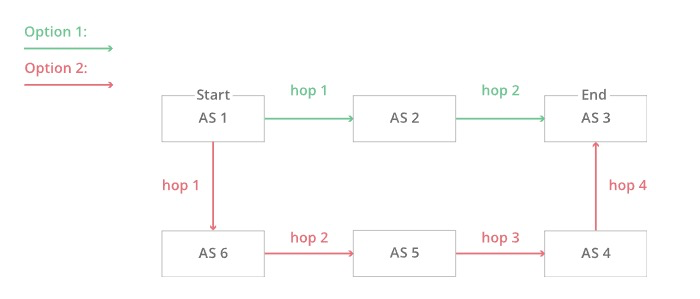 Option 1:
Option 2:
Start
AS 1
hop 1
AS 2
hop 2
End
AS 3
hop 1
hop 4
AS 6
hop 2
AS 5
hop 3
AS 4